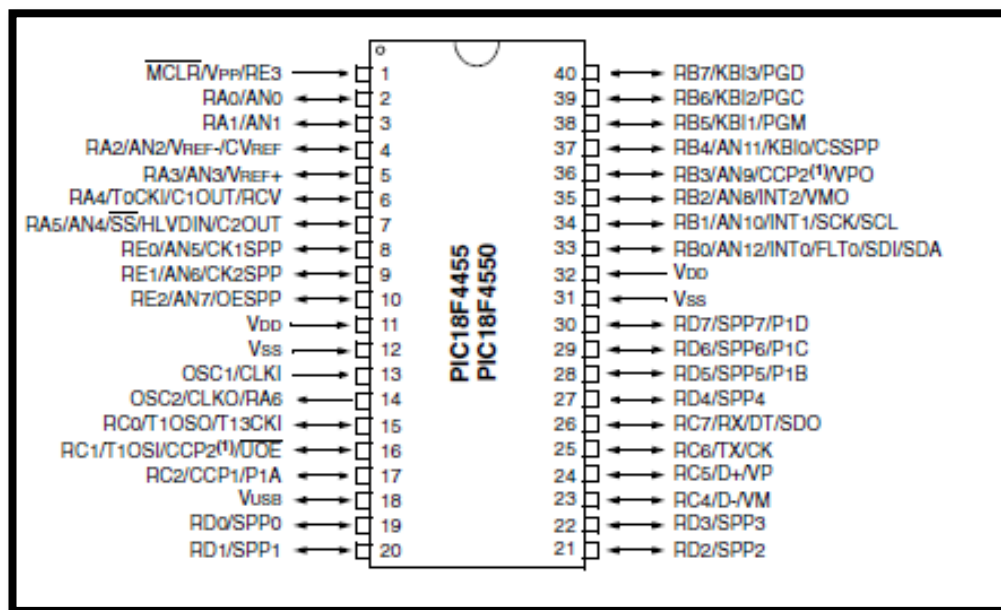 MCLR/VPP/RE3 1
RA0/AN0 2
RA1/AN1 3
RA2/AN2/VREF-/CVREF 4
RA3/AN3/VREF+ 5
RA4/T0CKI/C1OUT/RCV 6
RA5/AN4/SS/HLVDIN/C2OUT 7
RE0/AN5/CK1SPP 8
RE1/AN6/CK2SPP 9
RE2/AN7/OESPP 10
VDD 11
VSS 12
OSC1/CLKI 13
OSC2/CLKO/RA6 14
RC0/T1OSO/T13CKI 15
RC1/T1OSI/CCP2(1)/UOE 16
RC2/CCP1/P1A 17
VUSB 18
RD0/SPP0 19
RD1/SPP1 20
PIC18F4455
PIC18F4550
40 RB7/KBI3/PGD
39 RB6/KBI2/PGC
38 RB5/KBI1/PGM
37 RB4/AN11/KBI0/CSSPP
36 RB3/AN9/CCP2(1)/VPO
35 RB2/AN8/INT2/VMO
34 RB1/AN10/INT1/SCK/SCL
33 RB0/AN12/INT0/FLT0/SDI/SDA
32 VDD
31 VSS
30 RD7/SPP7/P1D
29 RD6/SPP6/P1C
28 RD5/SPP5/P1B
27 RD4/SPP4
26 RC7/RX/DT/SDO
25 RC6/TX/CK
24 RC5/D+/VP
23 RC4/D-/VM
22 RD3/SPP3
21 RD2/SPP2